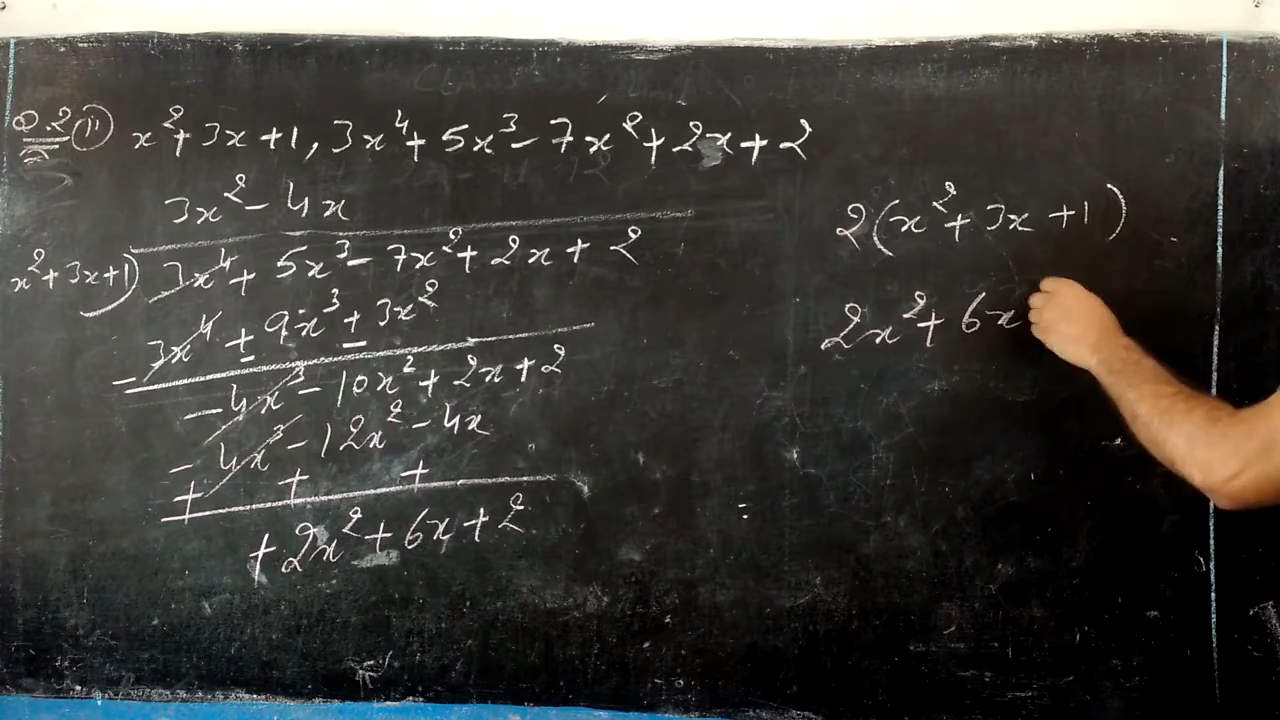 Q.2 (ii) x²+3x+1, 3x⁴+5x³-7x²+2x+2
3x²-4x
x²+3x+1) 3x⁴+5x³-7x²+2x+2
3x⁴+9x³+3x²
- - -
-4x³-10x²+2x+2
-4x³-12x²-4x
+ + +
+2x²+6x+2
2(x²+3x+1)
2x²+6x